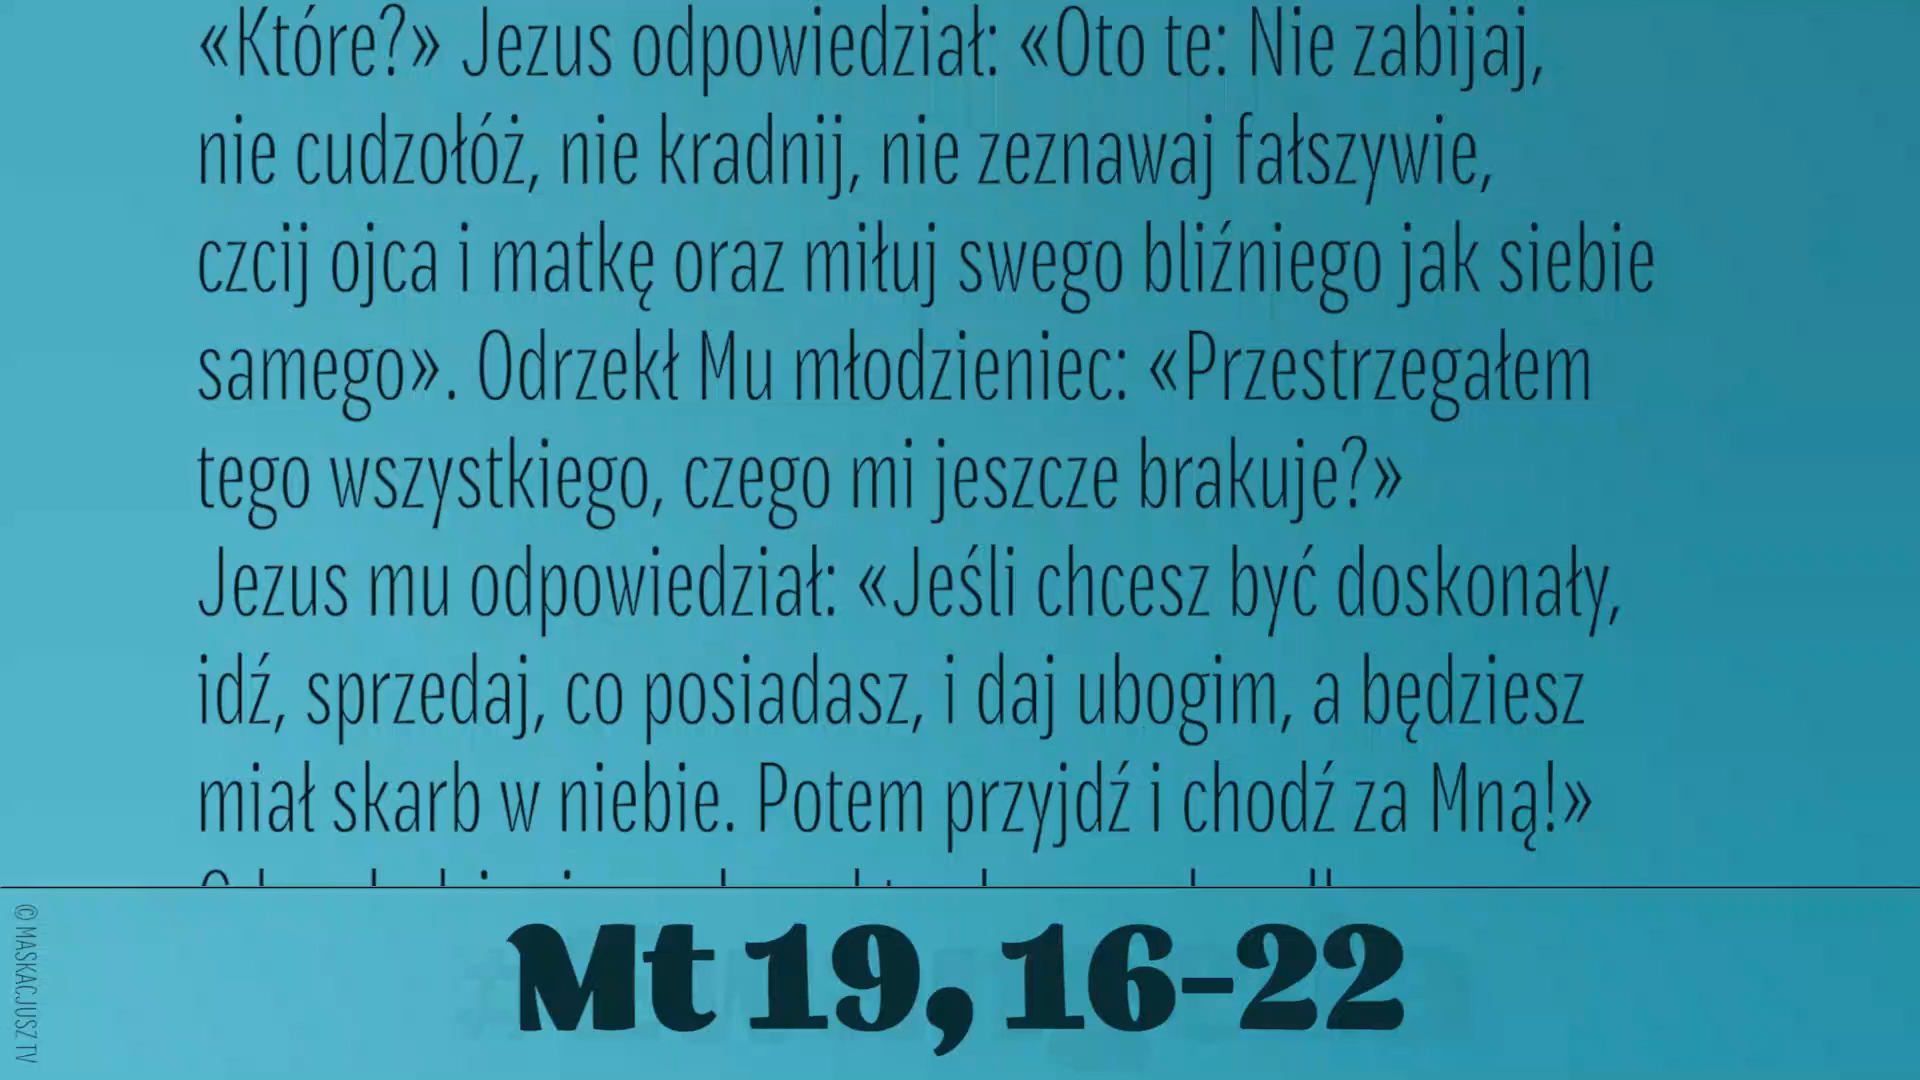 «Które?» Jezus odpowiedział: «Oto te: Nie zabijaj,
nie cudzołóż, nie kradnij, nie zeznawaj fałszywie,
czcij ojca i matkę oraz miłuj swego bliźniego jak siebie
samego». Odrzekł Mu młodzieniec: «Przestrzegałem
tego wszystkiego, czego mi jeszcze brakuje?»
Jezus mu odpowiedział: «Jeśli chcesz być doskonały,
idź, sprzedaj, co posiadasz, i daj ubogim, a będziesz
miał skarb w niebie. Potem przyjdź i chodź za Mną!»
Mt 19, 16-22
© MASKACJUSZ TV